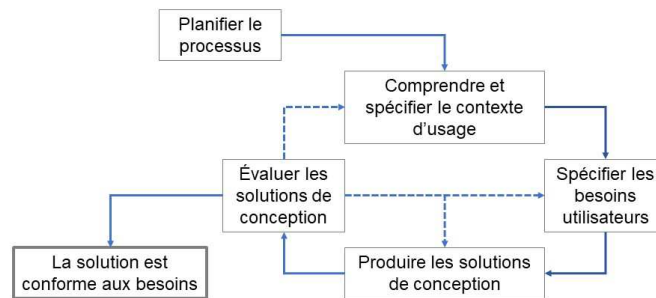 Planifier le
processus
Comprendre et
spécifier le contexte
d’usage
Évaluer les
solutions de
conception
Spécifier les
besoins
utilisateurs
La solution est
conforme aux besoins
Produire les solutions
de conception